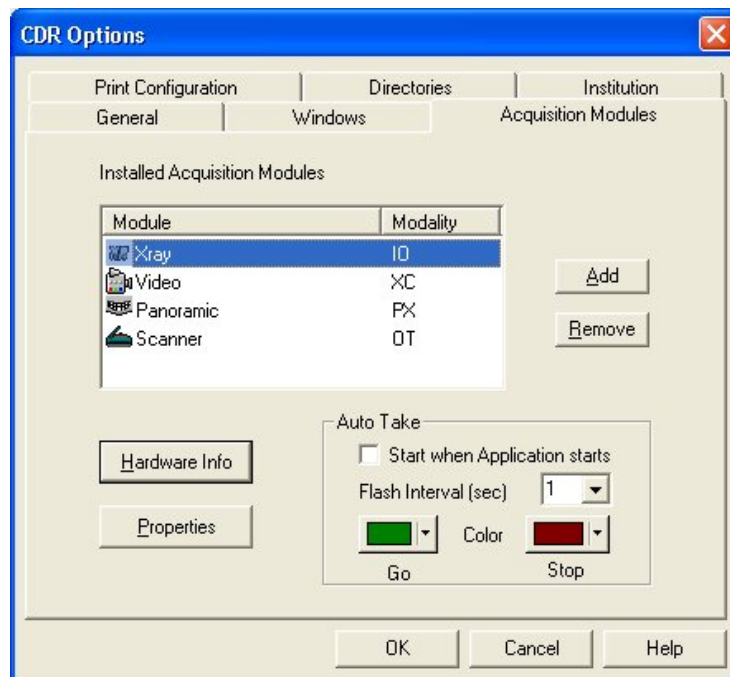 CDR Options
Print Configuration Directories Institution
General Windows Acquisition Modules
Installed Acquisition Modules
Module Modality
Xray IO
Video XC
Panoramic PX
Scanner OT
Add
Remove
Auto Take
Start when Application starts
Hardware Info
Flash Interval (sec) 1
Properties
Color
Go Stop
OK Cancel Help